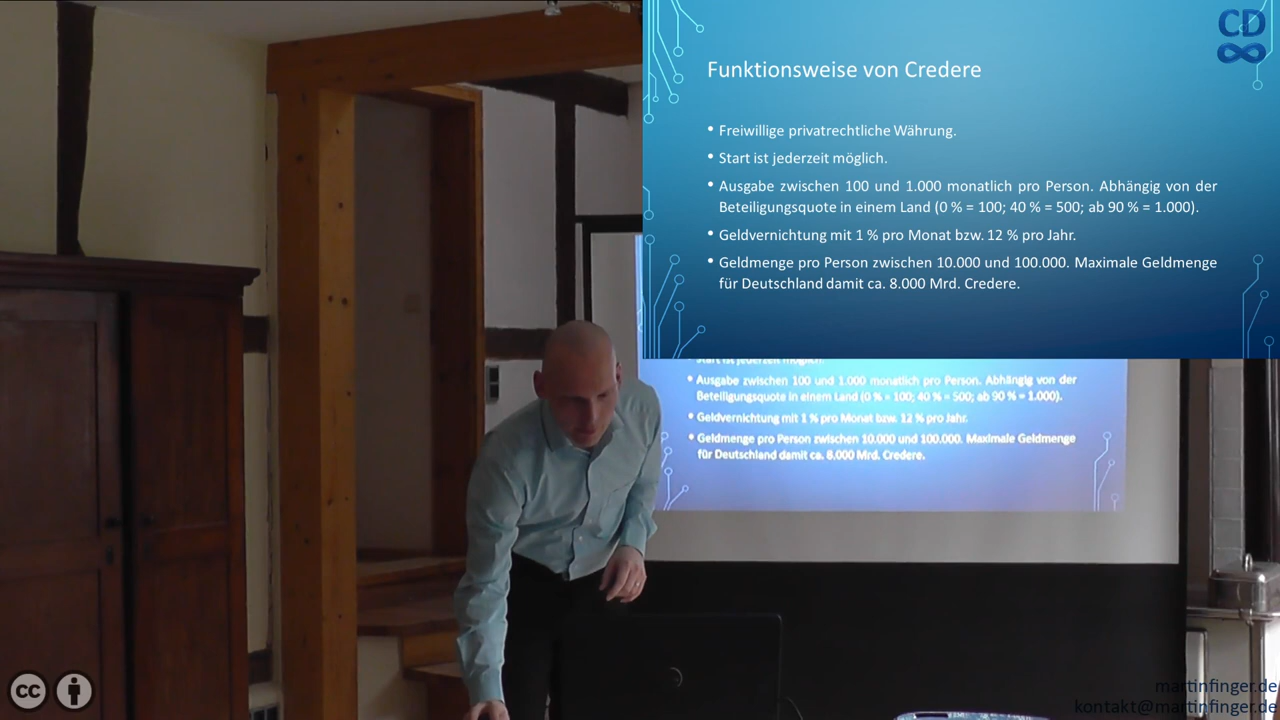 CD
Funktionsweise von Credere
• Freiwillige privatrechtliche Währung.
• Start ist jederzeit möglich.
• Ausgabe zwischen 100 und 1.000 monatlich pro Person. Abhängig von der
Beteiligungsquote in einem Land (0 % = 100; 40 % = 500; ab 90 % = 1.000).
• Geldvernichtung mit 1 % pro Monat bzw. 12 % pro Jahr.
• Geldmenge pro Person zwischen 10.000 und 100.000. Maximale Geldmenge
für Deutschland damit ca. 8.000 Mrd. Credere.
• Start ist jederzeit möglich.
• Ausgabe zwischen 100 und 1.000 monatlich pro Person. Abhängig von der
Beteiligungsquote in einem Land (0 % = 100; 40 % = 500; ab 90 % = 1.000).
• Geldvernichtung mit 1 % pro Monat bzw. 12 % pro Jahr.
• Geldmenge pro Person zwischen 10.000 und 100.000. Maximale Geldmenge
für Deutschland damit ca. 8.000 Mrd. Credere.
cc
martinfinger.de
kontakt@martinfinger.de